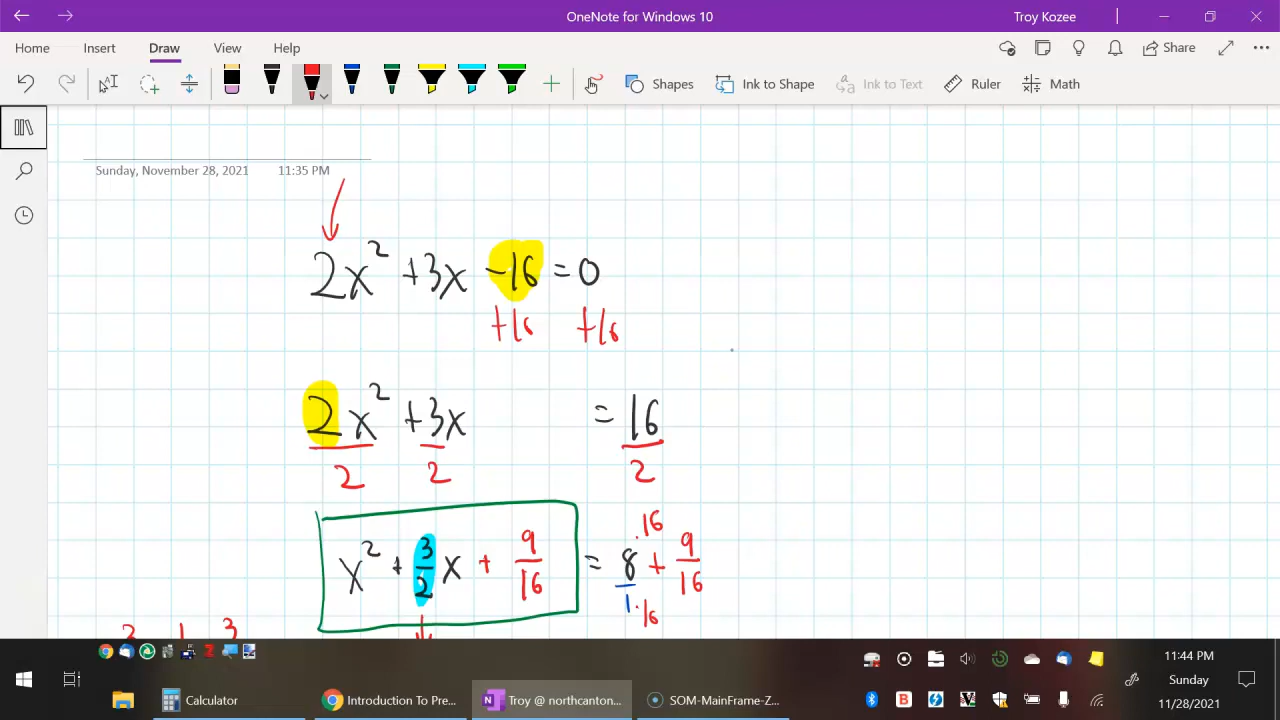 OneNote for Windows 10
Troy Kozee
Home Insert Draw View Help
Share
Shapes Ink to Shape Ink to Text Ruler Math
Sunday, November 28, 2021 11:35 PM
2x² +3x -16 = 0
+16 +16
2x² +3x = 16
2 2 2
x² + 3/2 x + 9/16 = 8/1 ·16 ·16 + 9/16
3 1 3
11:44 PM
Sunday
Calculator
Introduction To Pre...
Troy @ northcanton...
SOM-MainFrame-Z...
11/28/2021